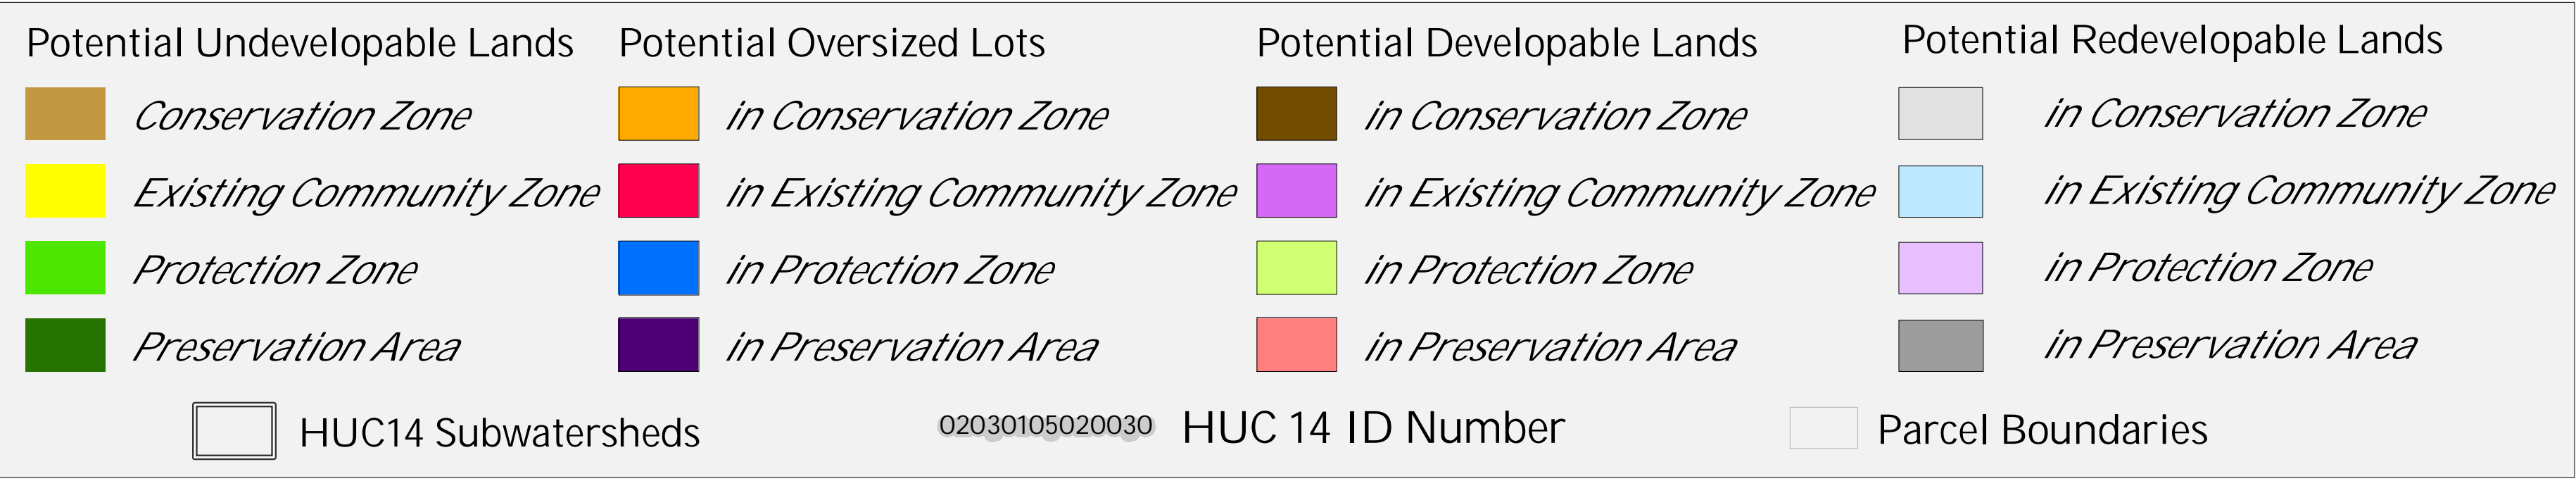 Potential Undevelopable Lands
Conservation Zone
Existing Community Zone
Protection Zone
Preservation Area
Potential Oversized Lots
in Conservation Zone
in Existing Community Zone
in Protection Zone
in Preservation Area
Potential Developable Lands
in Conservation Zone
in Existing Community Zone
in Protection Zone
in Preservation Area
Potential Redevelopable Lands
in Conservation Zone
in Existing Community Zone
in Protection Zone
in Preservation Area
HUC14 Subwatersheds
02030105020030 HUC 14 ID Number
Parcel Boundaries